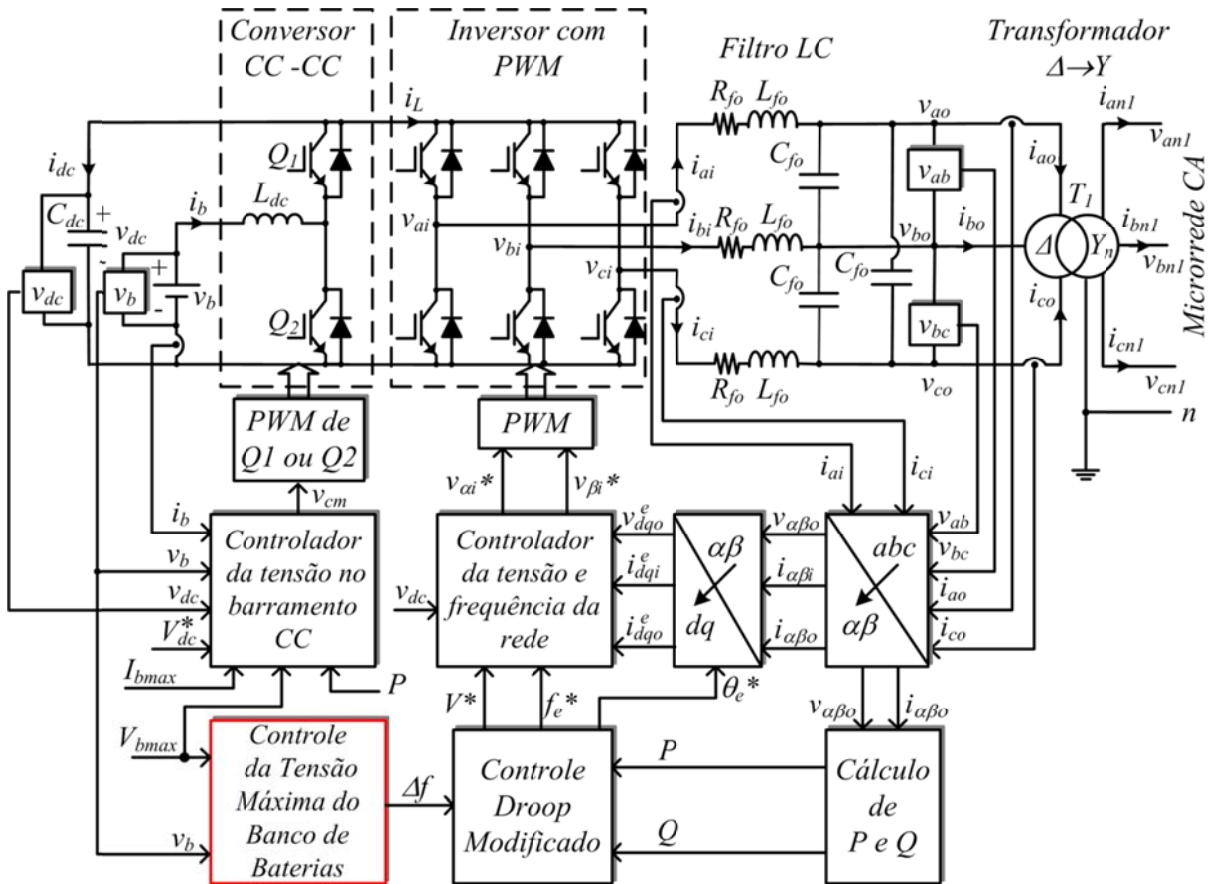 Conversor
CC -CC
Inversor com
PWM
Filtro LC
Transformador
Δ→Y
i_L
R_fo L_fo
v_ao
i_an1
v_an1
i_dc
Q_1
C_fo
i_ao
v_ab
i_ai
C_dc
+
-
i_b
L_dc
v_dc
v_ai
T_1
v_dc
v_b
+
-
v_b
v_bi
i_bi
R_fo L_fo
v_bo
i_bo
Δ
Y_n
i_bn1
v_bn1
Microrrede CA
v_ci
C_fo
C_fo
Q_2
i_ci
v_bc
i_co
i_cn1
v_cn1
R_fo L_fo
v_co
n
PWM de
Q1 ou Q2
PWM
i_ai
i_ci
v_cm
v_αi*
v_βi*
i_b
v_b
v_dc
V_dc*
Controlador
da tensão no
barramento
CC
v_dc
Controlador
da tensão e
frequência da
rede
v_dqo^e
i_dqi^e
i_dqo^e
αβ
dq
v_αβo
i_αβi
i_αβo
abc
αβ
v_ab
v_bc
i_ao
i_co
I_bmax
P
V*
f_e*
θ_e*
v_αβo
i_αβo
V_bmax
v_b
Controle
da Tensão
Máxima do
Banco de
Baterias
Δf
Controle
Droop
Modificado
P
Q
Cálculo
de
P e Q